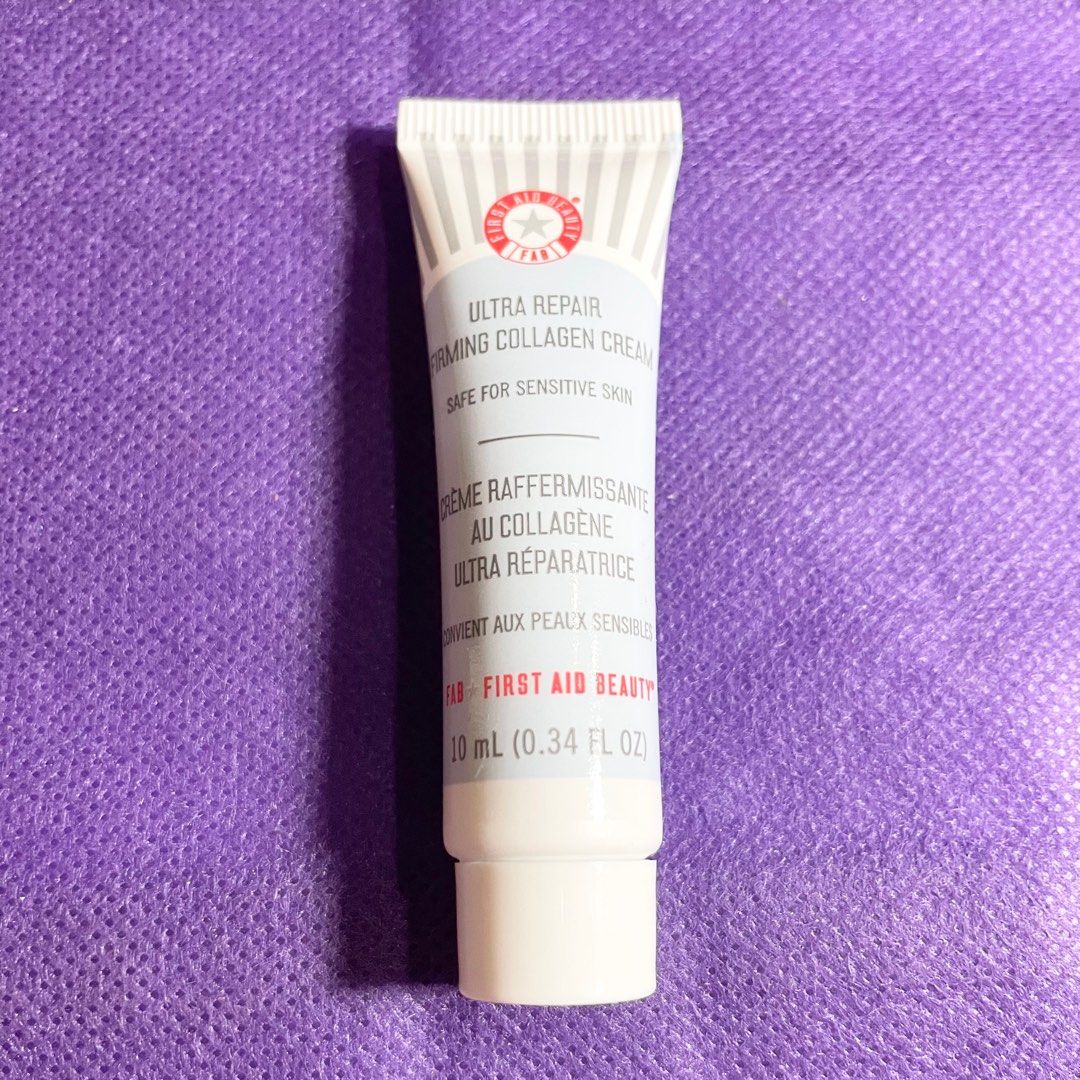 FIRST AID BEAUTY®
FAB
ULTRA REPAIR
FIRMING COLLAGEN CREAM
SAFE FOR SENSITIVE SKIN
CRÈME RAFFERMISSANTE
AU COLLAGÈNE
ULTRA RÉPARATRICE
CONVIENT AUX PEAUX SENSIBLES
FAB FIRST AID BEAUTY®
10 mL (0.34 FL OZ)